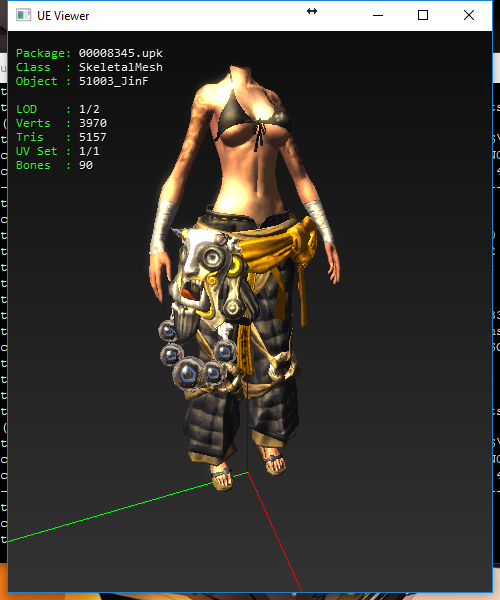 UE Viewer
Package: 00008345.upk
Class : SkeletalMesh
Object : 51003_JinF
LOD : 1/2
Verts : 3970
Tris : 5157
UV Set : 1/1
Bones : 90